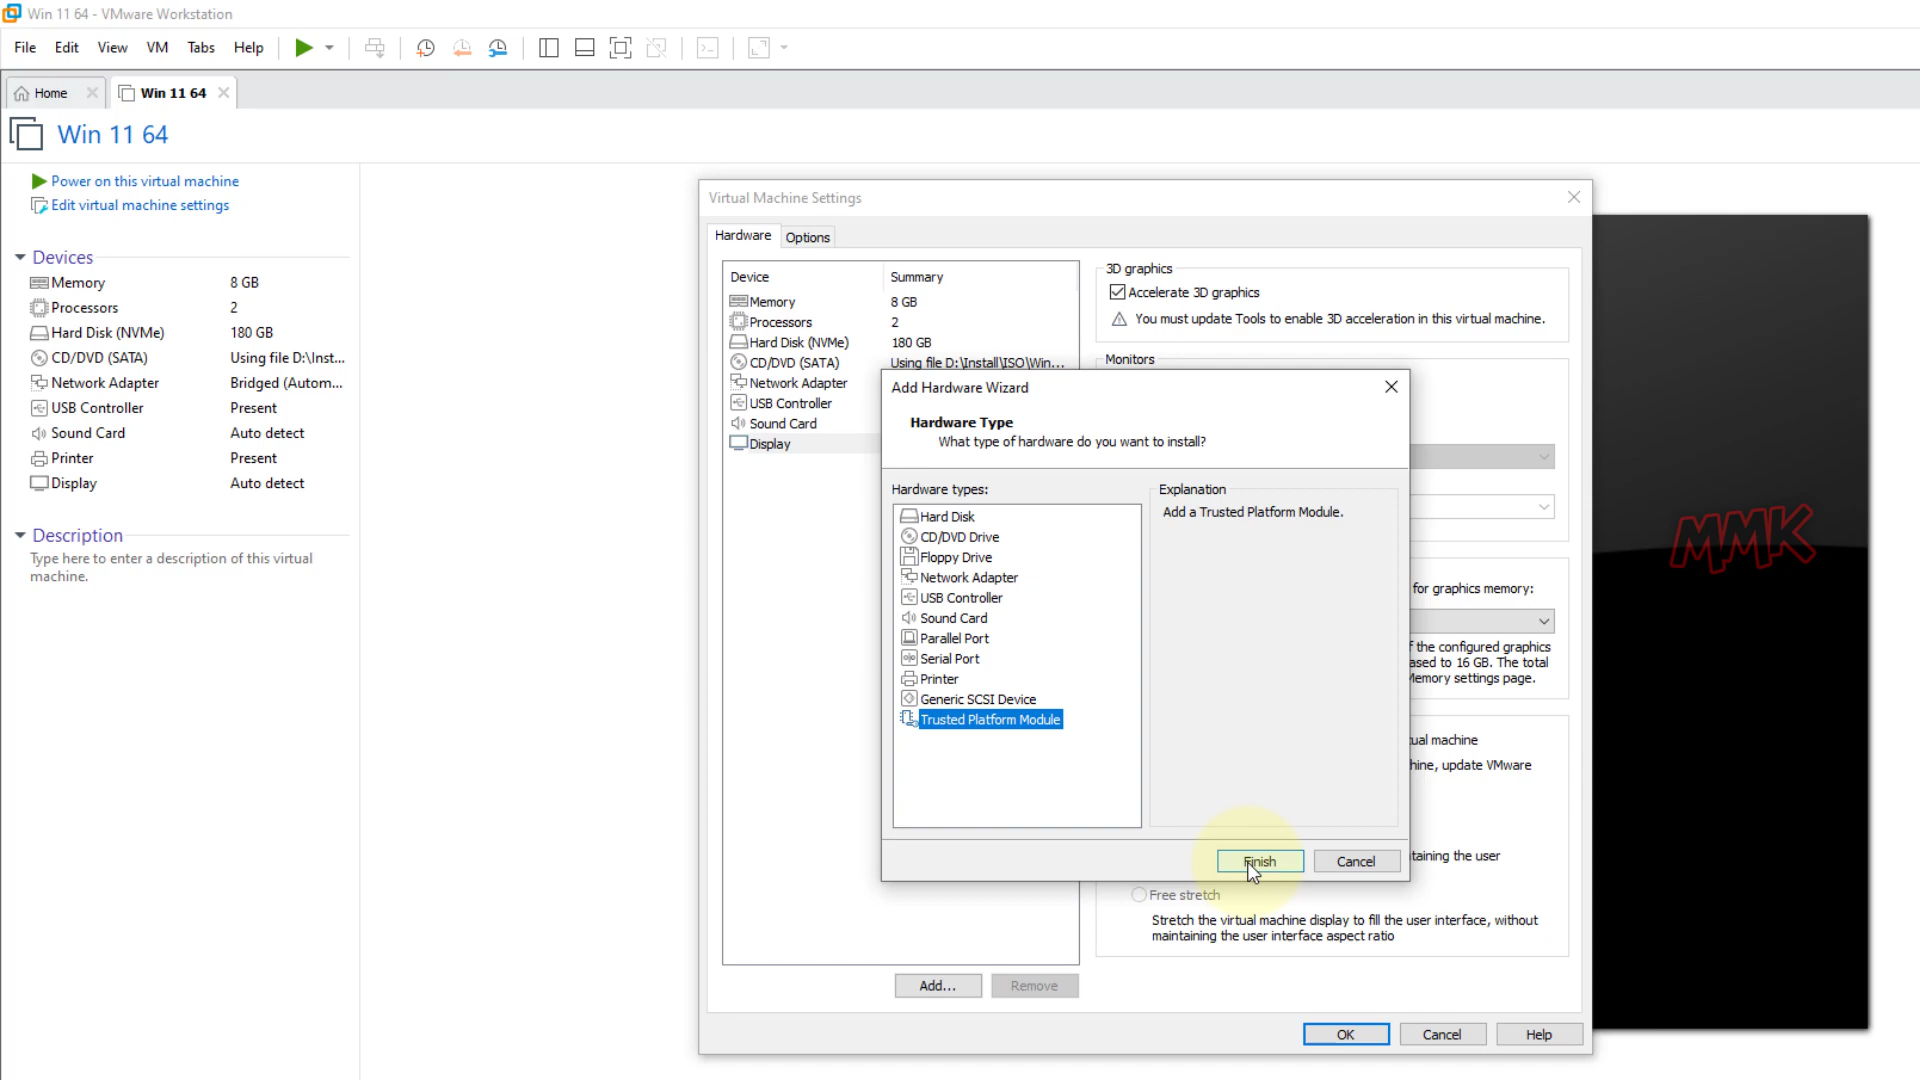 Win 11 64 - VMware Workstation
File Edit View VM Tabs Help
Home Win 11 64
Win 11 64
Power on this virtual machine
Edit virtual machine settings
Devices
Memory 8 GB
Processors 2
Hard Disk (NVMe) 180 GB
CD/DVD (SATA) Using file D:\Inst...
Network Adapter Bridged (Autom...
USB Controller Present
Sound Card Auto detect
Printer Present
Display Auto detect
Description
Type here to enter a description of this virtual
machine.
Virtual Machine Settings
Hardware Options
Device Summary
Memory 8 GB
Processors 2
Hard Disk (NVMe) 180 GB
CD/DVD (SATA) Using file D:\Install\ISO\Win...
Network Adapter
USB Controller
Sound Card
Display
Add... Remove
3D graphics
Accelerate 3D graphics
You must update Tools to enable 3D acceleration in this virtual machine.
Monitors
for graphics memory:
f the configured graphics
ased to 16 GB. The total
Memory settings page.
tual machine
hine, update VMware
taining the user
Free stretch
Stretch the virtual machine display to fill the user interface, without
maintaining the user interface aspect ratio
OK Cancel Help
Add Hardware Wizard
Hardware Type
What type of hardware do you want to install?
Hardware types:
Hard Disk
CD/DVD Drive
Floppy Drive
Network Adapter
USB Controller
Sound Card
Parallel Port
Serial Port
Printer
Generic SCSI Device
Trusted Platform Module
Explanation
Add a Trusted Platform Module.
Finish Cancel
MMK